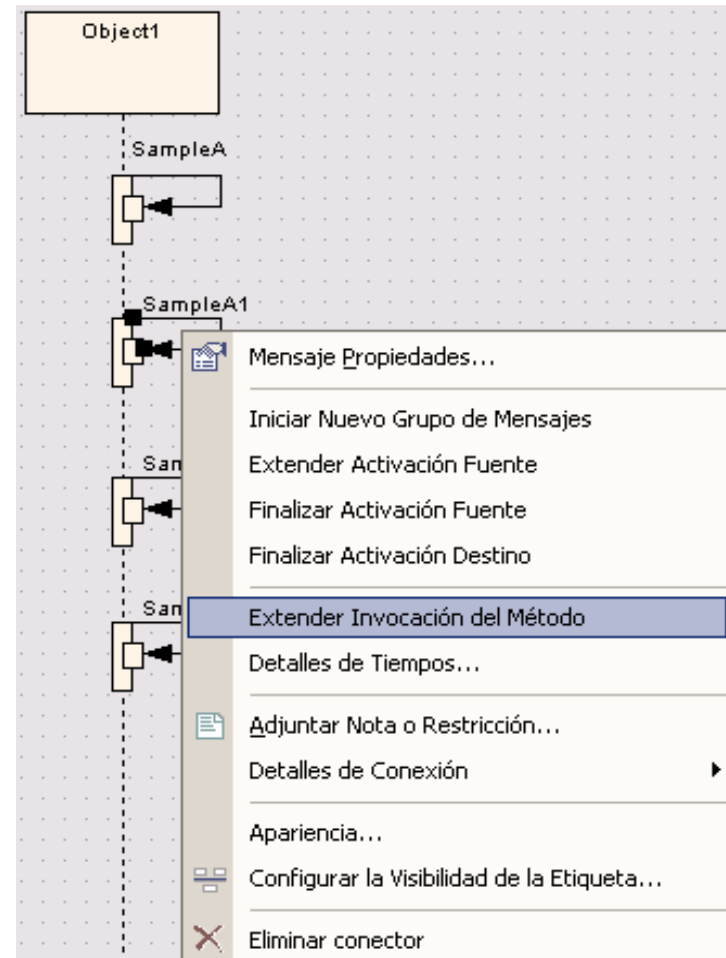 Object1
SampleA
SampleA1
Mensaje Propiedades...
Iniciar Nuevo Grupo de Mensajes
Extender Activación Fuente
San
Finalizar Activación Fuente
Finalizar Activación Destino
San
Extender Invocación del Método
Detalles de Tiempos...
Adjuntar Nota o Restricción...
Detalles de Conexión
Apariencia...
Configurar la Visibilidad de la Etiqueta...
Eliminar conector